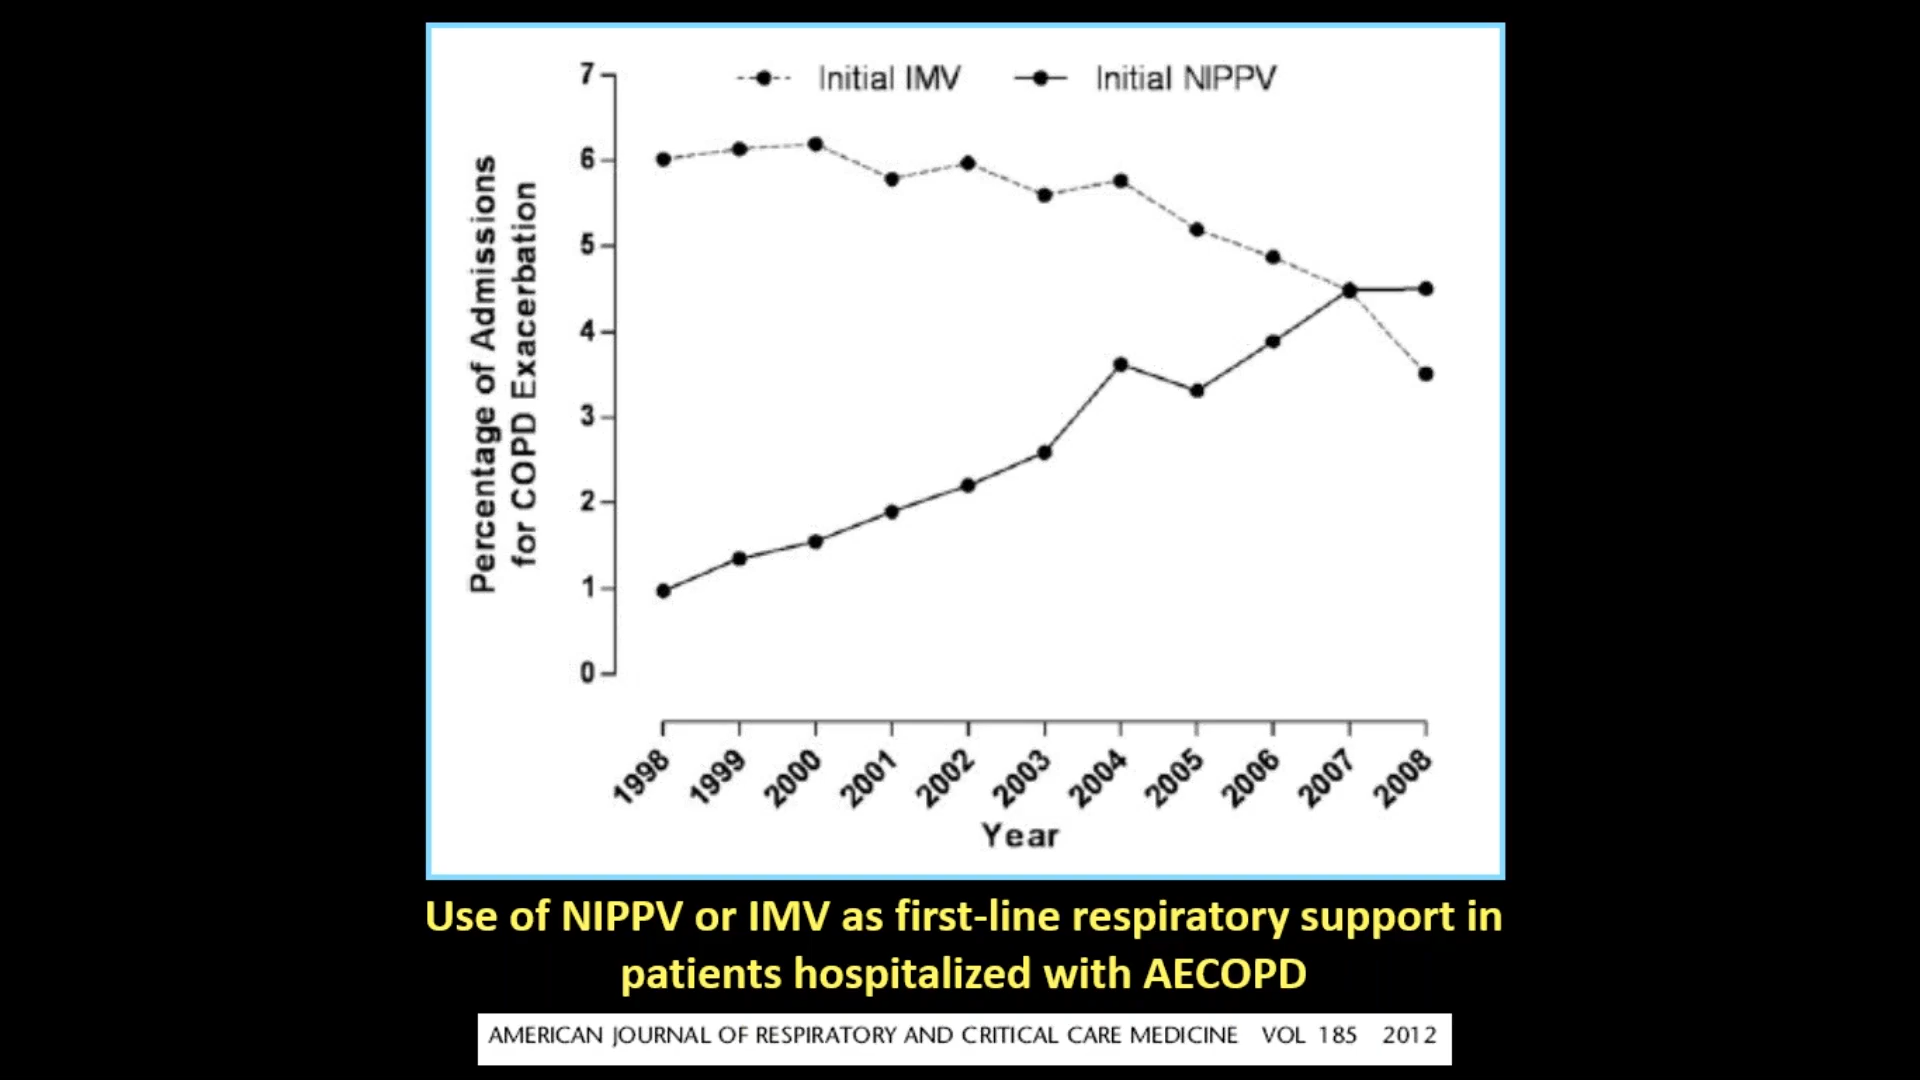 Initial IMV
Initial NIPPV
7
6
5
4
3
2
1
0
Percentage of Admissions
for COPD Exacerbation
1998
1999
2000
2001
2002
2003
2004
2005
2006
2007
2008
Year
Use of NIPPV or IMV as first-line respiratory support in
patients hospitalized with AECOPD
AMERICAN JOURNAL OF RESPIRATORY AND CRITICAL CARE MEDICINE VOL 185 2012